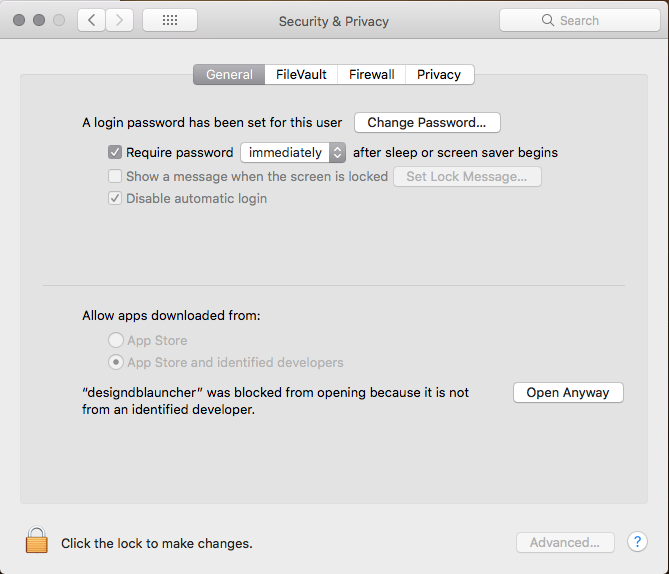 Security & Privacy
Search
General FileVault Firewall Privacy
A login password has been set for this user Change Password...
Require password immediately after sleep or screen saver begins
Show a message when the screen is locked Set Lock Message...
Disable automatic login
Allow apps downloaded from:
App Store
App Store and identified developers
“designdblauncher” was blocked from opening because it is not Open Anyway
from an identified developer.
Click the lock to make changes. Advanced... ?